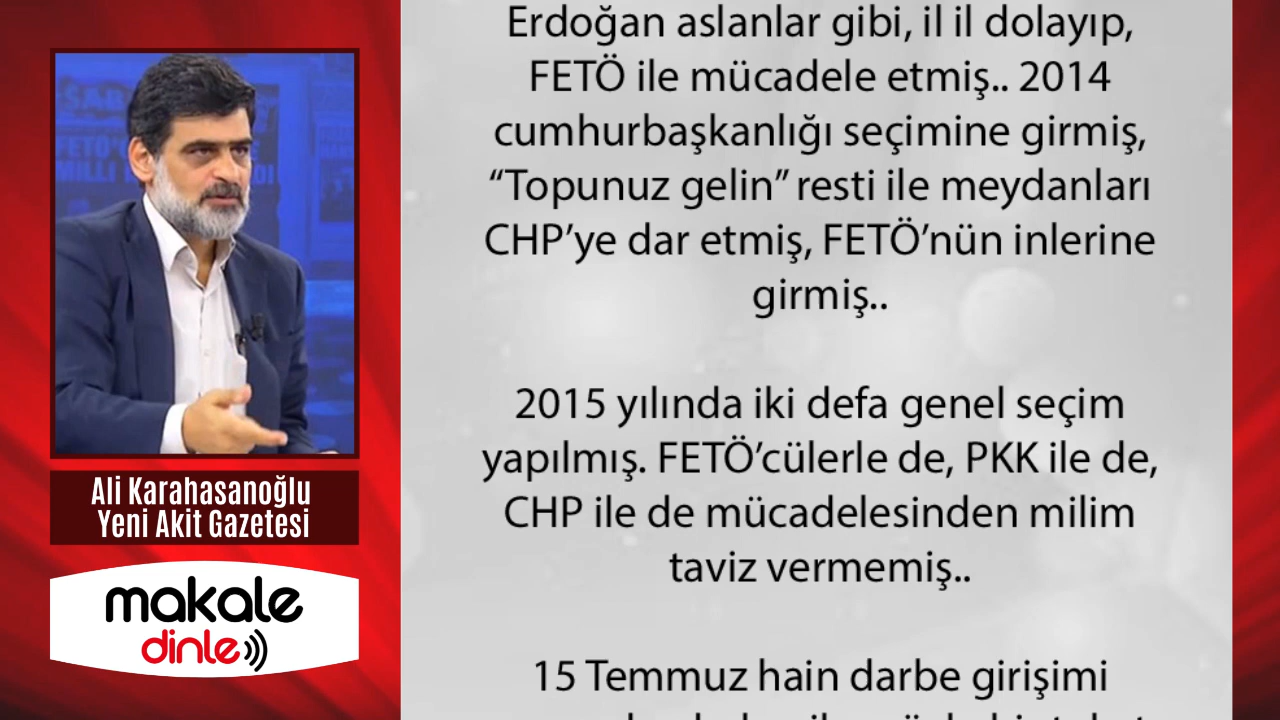 Erdoğan aslanlar gibi, il il dolayıp,
FETÖ ile mücadele etmiş.. 2014
cumhurbaşkanlığı seçimine girmiş,
“Topunuz gelin” resti ile meydanları
CHP’ye dar etmiş, FETÖ’nün inlerine
girmiş..
2015 yılında iki defa genel seçim
yapılmış. FETÖ’cülerle de, PKK ile de,
CHP ile de mücadelesinden milim
taviz vermemiş..
15 Temmuz hain darbe girişimi
Ali Karahasanoğlu
Yeni Akit Gazetesi
makale
dinle